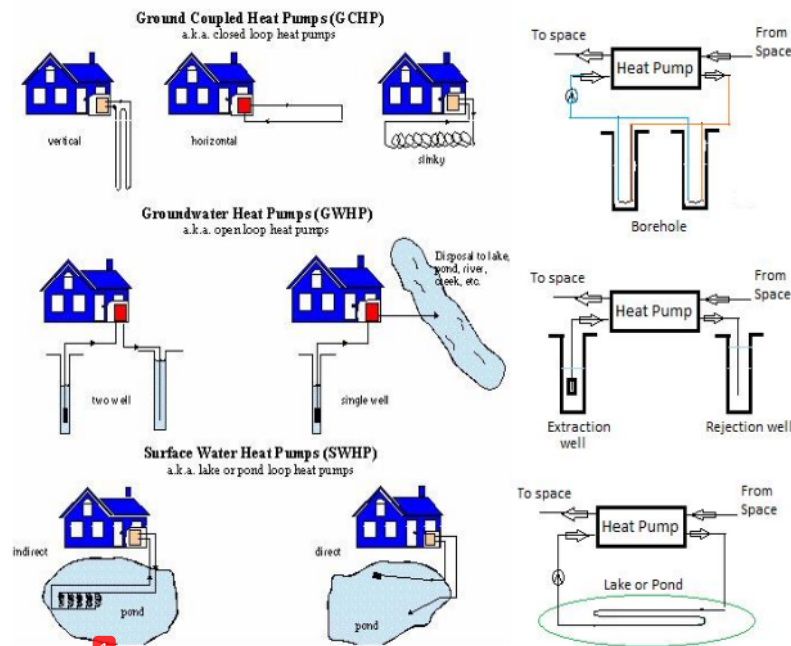 Ground Coupled Heat Pumps (GCHP)
a.k.a. closed loop heat pumps
vertical
horizontal
slinky
To space
From
Space
Heat Pump
Borehole
Groundwater Heat Pumps (GWHP)
a.k.a. open loop heat pumps
Disposal to lake,
pond, river,
creek, etc.
two well
single well
To space
From
Space
Heat Pump
Extraction
well
Rejection well
Surface Water Heat Pumps (SWHP)
a.k.a. lake or pond loop heat pumps
indirect
pond
direct
pond
To space
From
Space
Heat Pump
Lake or Pond